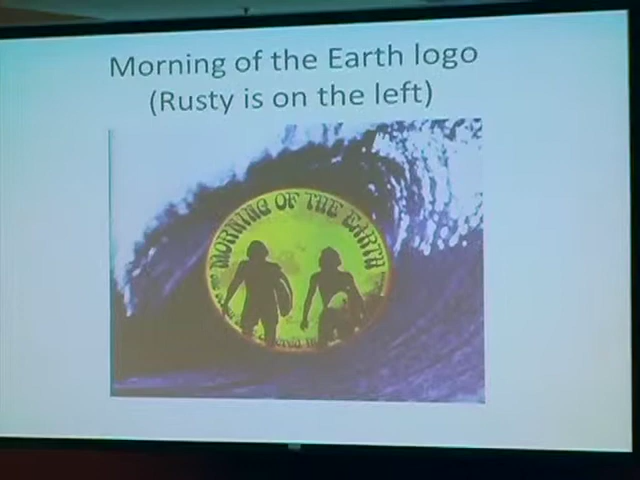 Morning of the Earth logo
(Rusty is on the left)
MORNING OF THE EARTH